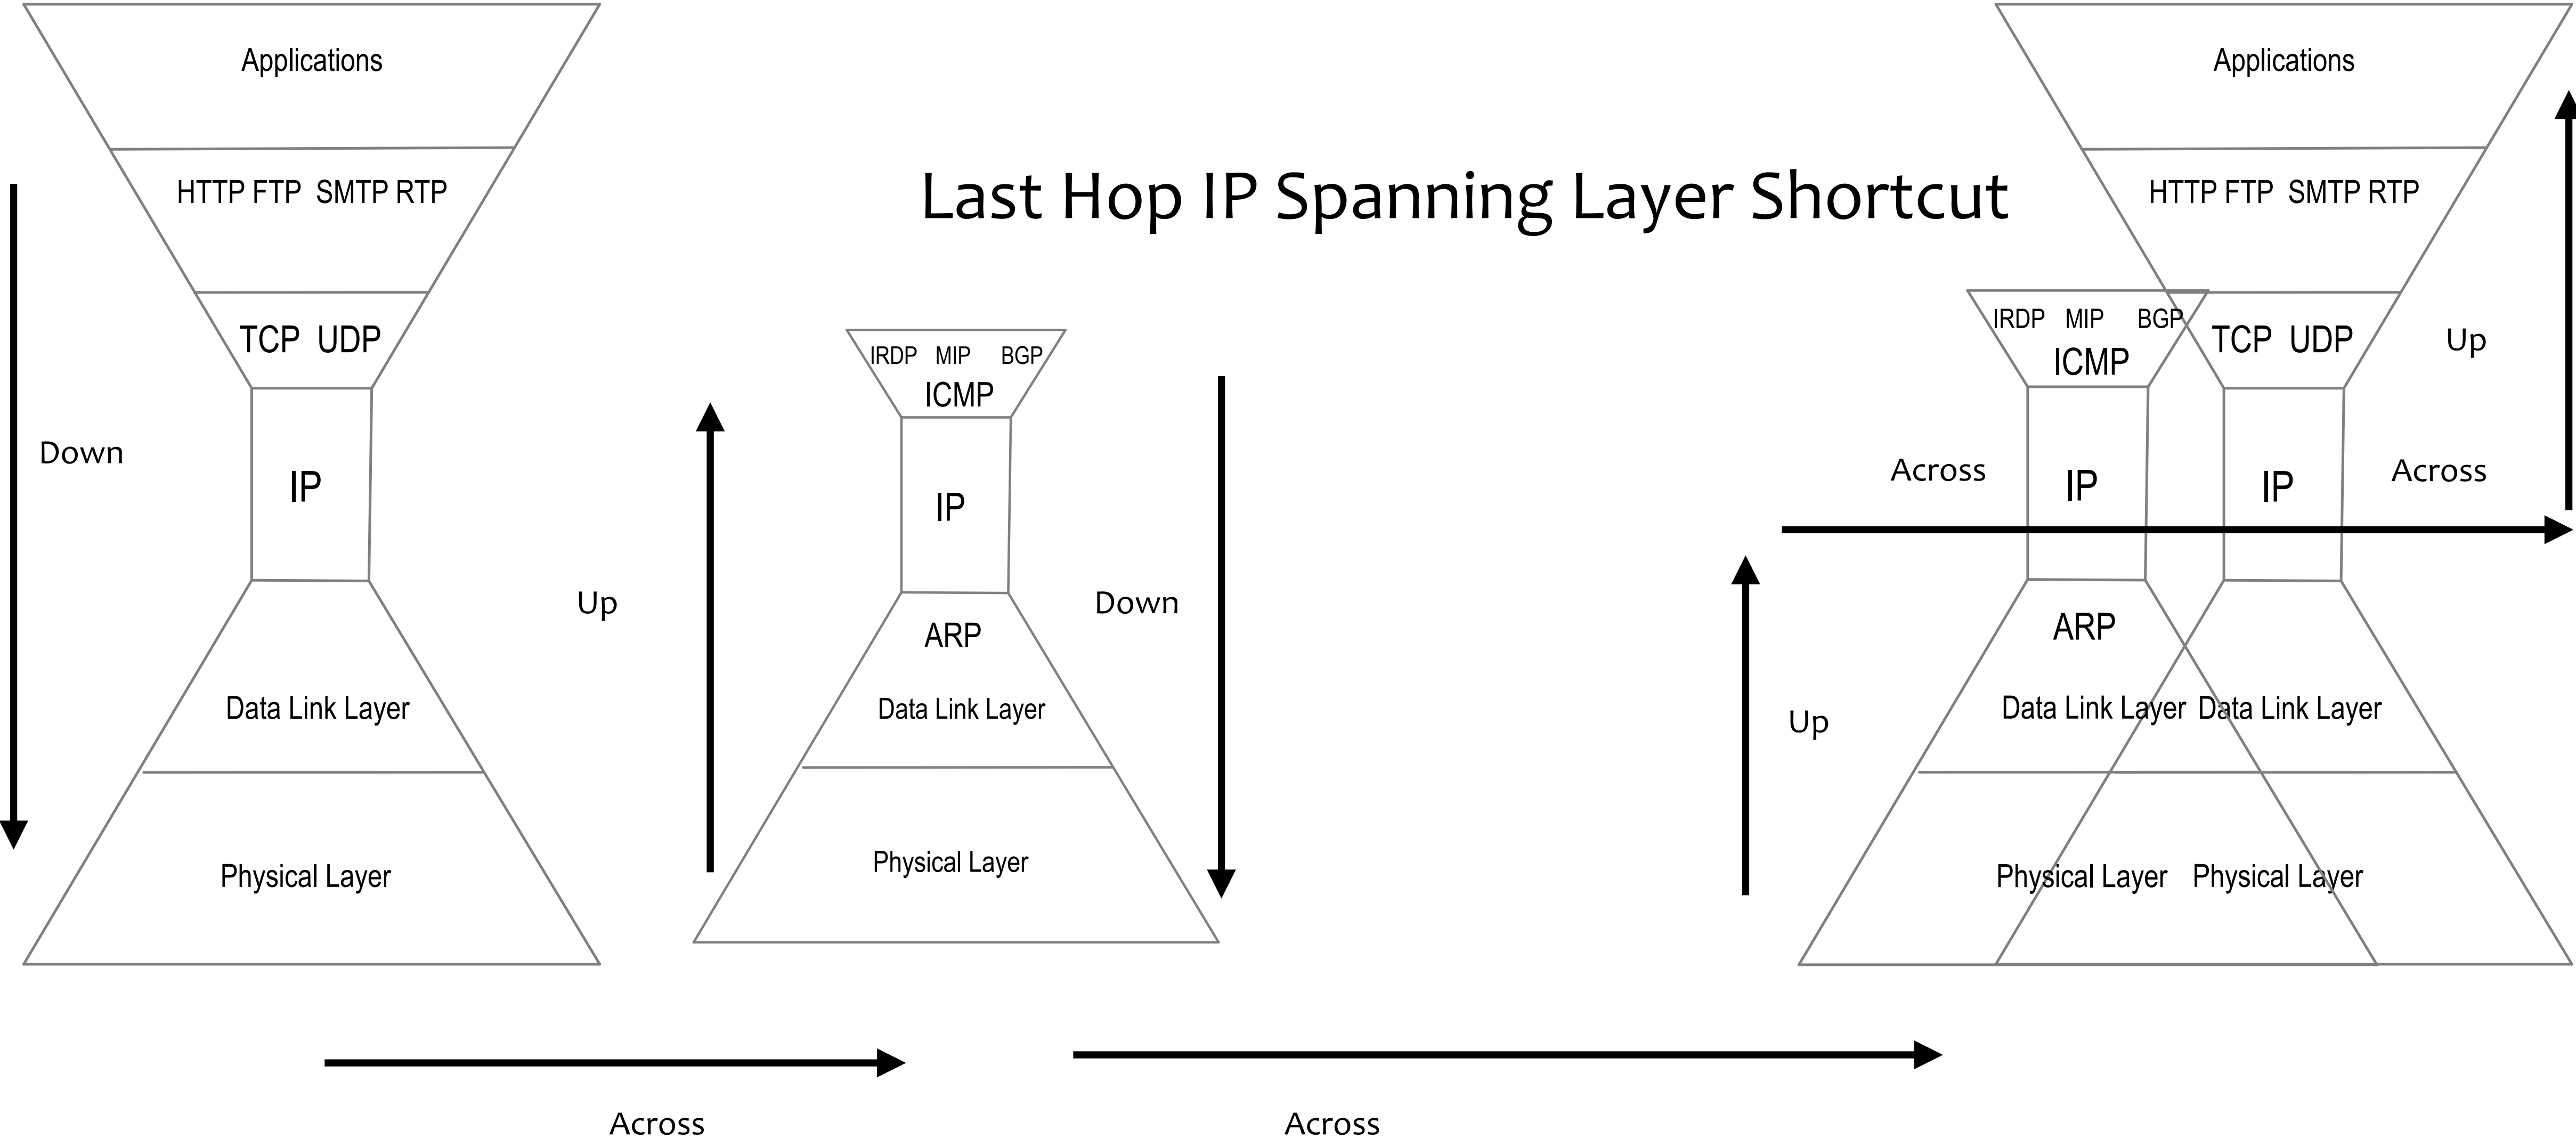 Applications
HTTP FTP SMTP RTP
TCP UDP
Down
IP
Data Link Layer
Physical Layer
Across
Last Hop IP Spanning Layer Shortcut
Up
IRDP MIP BGP
ICMP
IP
ARP
Data Link Layer
Physical Layer
Down
Across
Applications
HTTP FTP SMTP RTP
IRDP MIP BGP
ICMP
TCP UDP
Up
Across
IP
IP
Across
ARP
Up
Data Link Layer
Data Link Layer
Physical Layer
Physical Layer